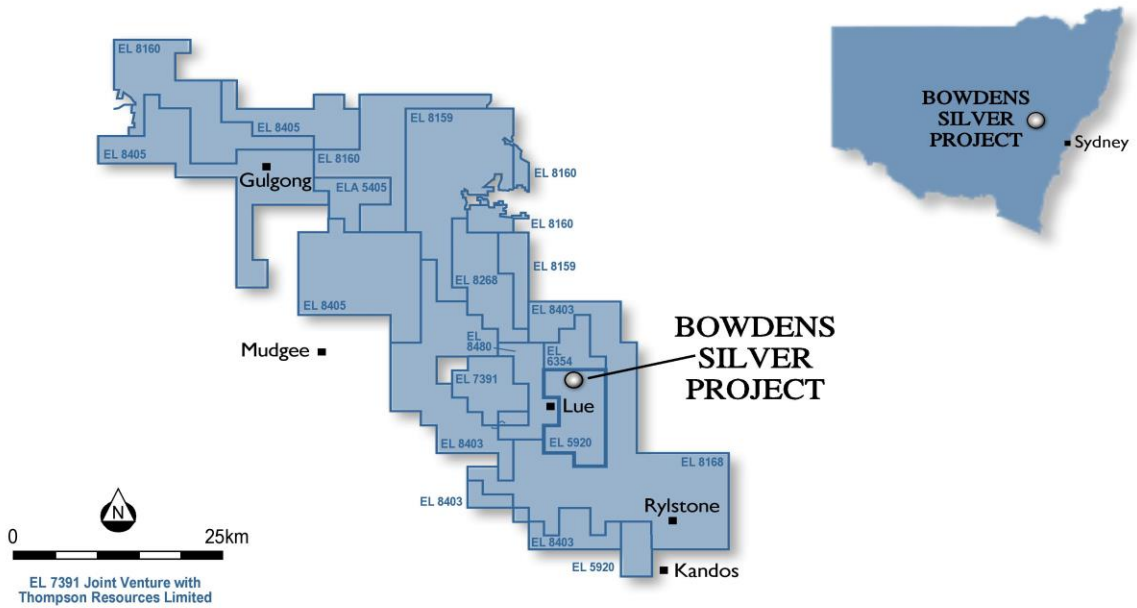 EL 8160
EL 8405
EL 8159
EL 8405
EL 8160
Gulgong
ELA 5405
EL 8160
EL 8160
EL 8159
EL 8268
EL 8405
EL 8403
BOWDENS
SILVER
PROJECT
Sydney
EL
8480
EL
6354
BOWDENS
SILVER
PROJECT
Mudgee
EL 7391
Lue
EL 8403
EL 5920
EL 8168
EL 8403
Rylstone
EL 8403
EL 5920
Kandos
N
0
25km
EL 7391 Joint Venture with
Thompson Resources Limited